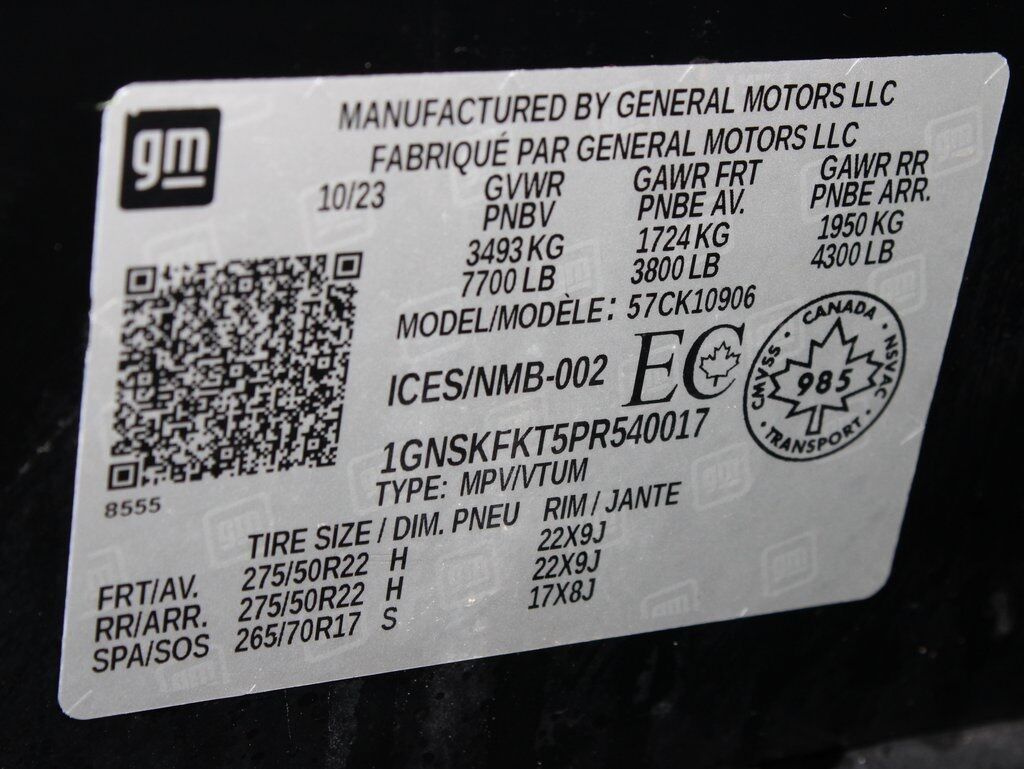 gm
MANUFACTURED BY GENERAL MOTORS LLC
FABRIQUÉ PAR GENERAL MOTORS LLC
10/23 GVWR GAWR FRT GAWR RR
PNBV PNBE AV. PNBE ARR.
3493 KG 1724 KG 1950 KG
7700 LB 3800 LB 4300 LB
MODEL/MODÈLE: 57CK10906
ICES/NMB-002 EC
CANADA · NSVAC · TRANSPORT · CMVSS ·
985
1GNSKFKT5PR540017
TYPE: MPV/VTUM
8555
TIRE SIZE / DIM. PNEU RIM / JANTE
FRT/AV. 275/50R22 H 22X9J
RR/ARR. 275/50R22 H 22X9J
SPA/SOS 265/70R17 S 17X8J